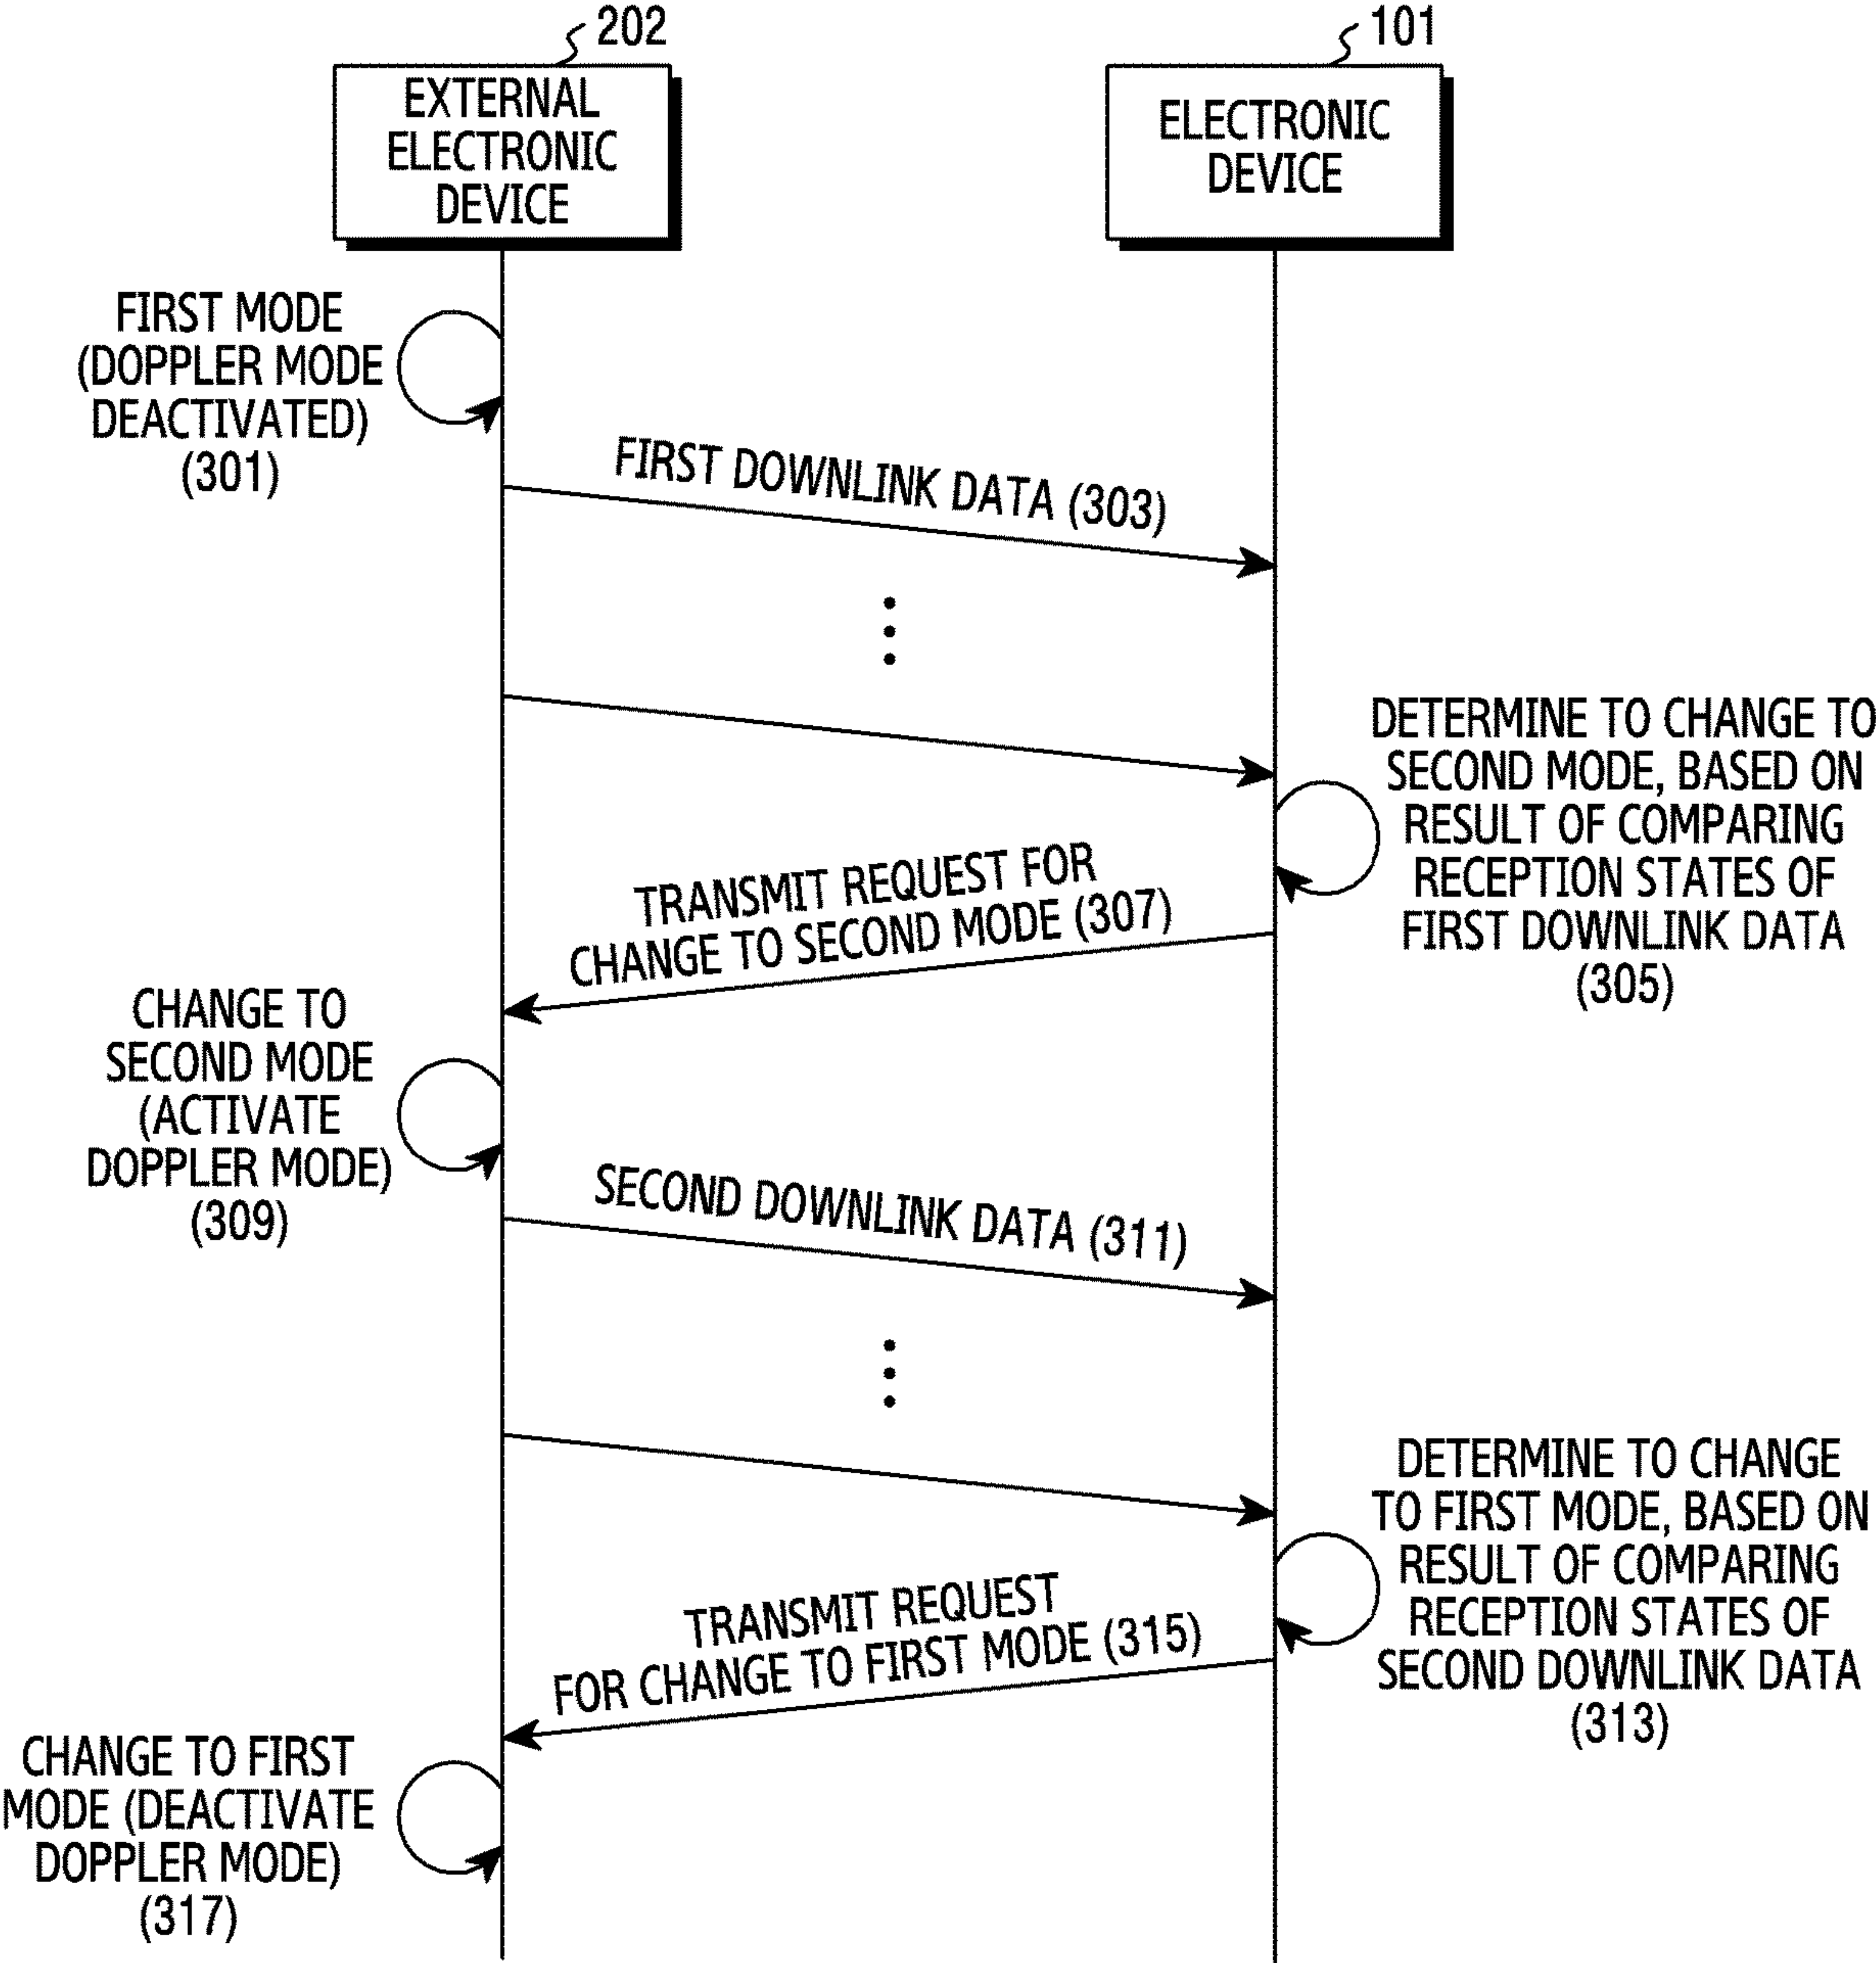 202
101
EXTERNAL
ELECTRONIC
DEVICE
ELECTRONIC
DEVICE
FIRST MODE
(DOPPLER MODE
DEACTIVATED)
(301)
FIRST DOWNLINK DATA (303)
DETERMINE TO CHANGE TO
SECOND MODE, BASED ON
RESULT OF COMPARING
RECEPTION STATES OF
FIRST DOWNLINK DATA
(305)
TRANSMIT REQUEST FOR
CHANGE TO SECOND MODE (307)
CHANGE TO
SECOND MODE
(ACTIVATE
DOPPLER MODE)
(309)
SECOND DOWNLINK DATA (311)
DETERMINE TO CHANGE
TO FIRST MODE, BASED ON
RESULT OF COMPARING
RECEPTION STATES OF
SECOND DOWNLINK DATA
(313)
TRANSMIT REQUEST
FOR CHANGE TO FIRST MODE (315)
CHANGE TO FIRST
MODE (DEACTIVATE
DOPPLER MODE)
(317)